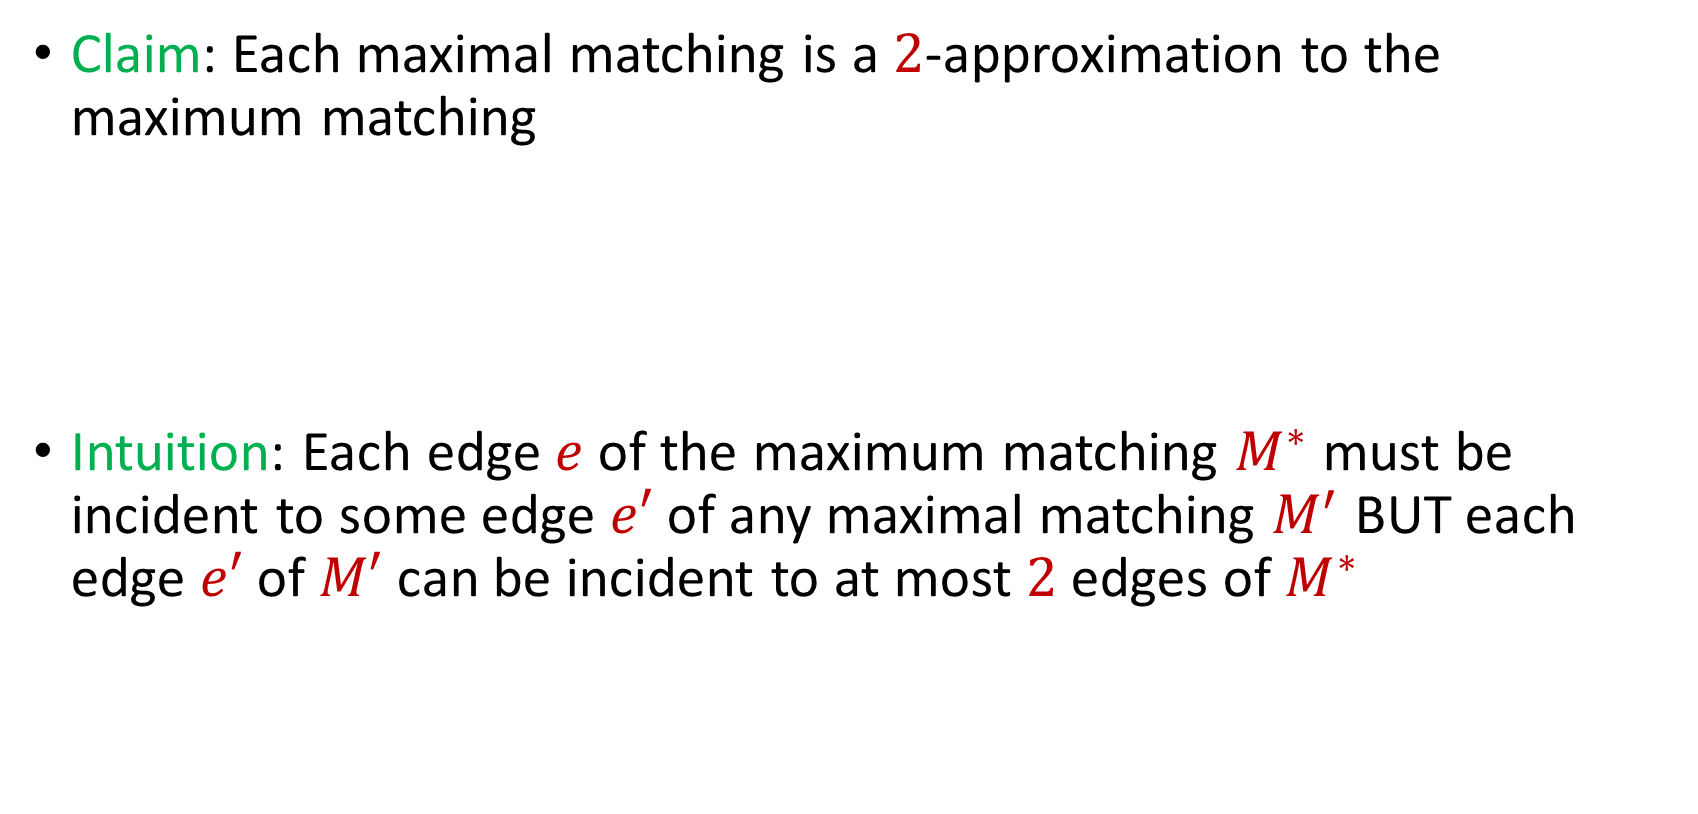 • Claim: Each maximal matching is a 2-approximation to the
maximum matching
• Intuition: Each edge e of the maximum matching M* must be
incident to some edge e′ of any maximal matching M′ BUT each
edge e′ of M′ can be incident to at most 2 edges of M*